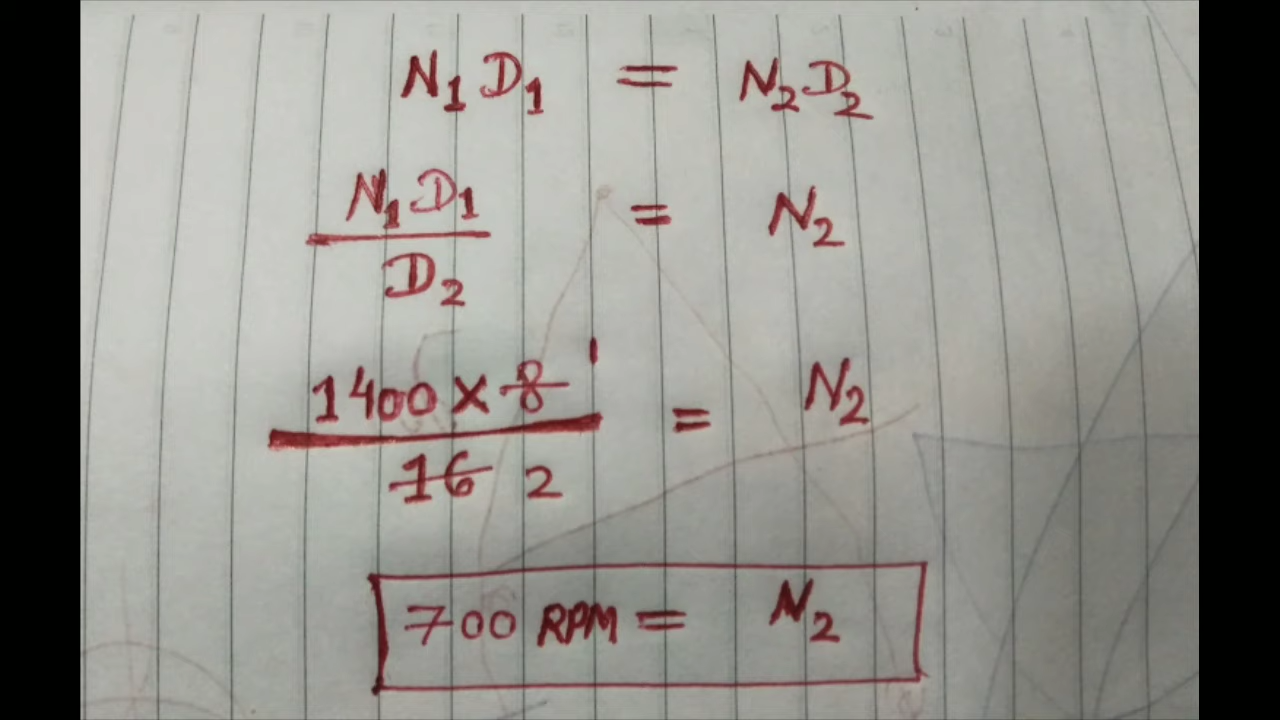 N₁D₁ = N₂D₂
N₁D₁ / D₂ = N₂
1400 × 8 1 / 16 2 = N₂
700 RPM = N₂